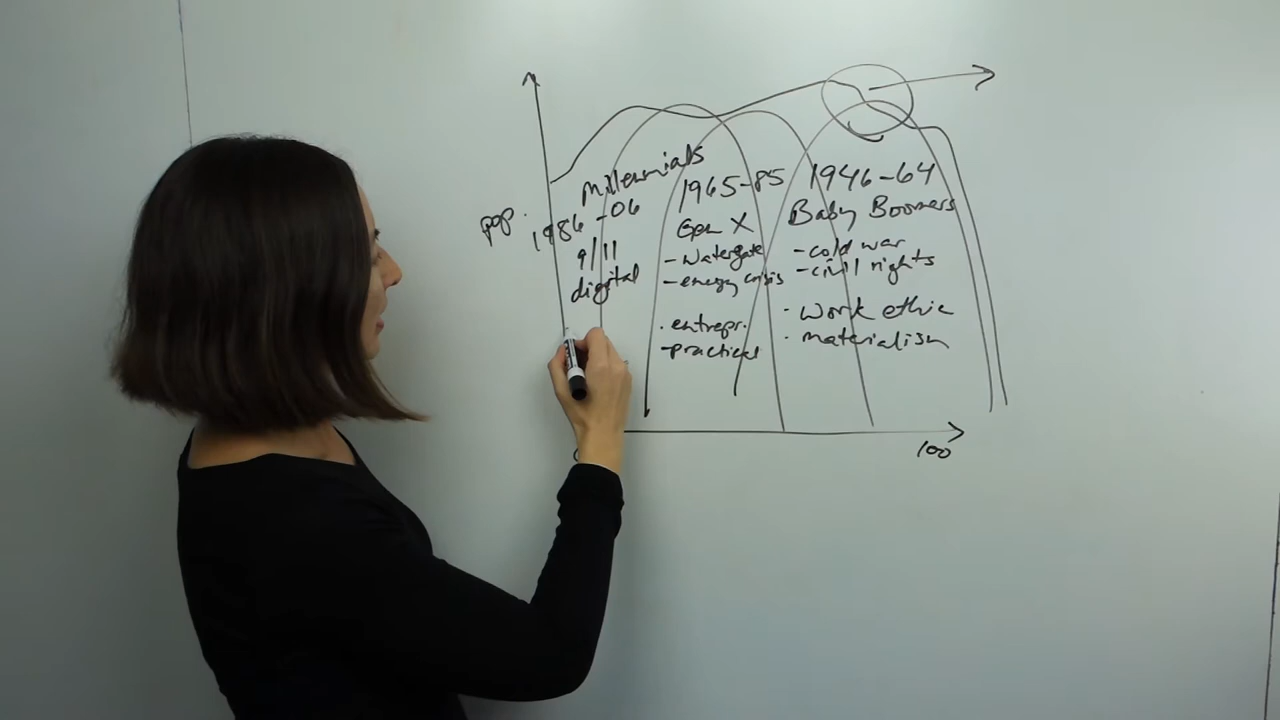 pop.
Millennials
1986-06
9/11
digital
1965-85
Gen X
-Watergate
-energy crisis
·entrepr.
-practical
1946-64
Baby Boomers
-cold war
-civil rights
·work ethic
·materialism
100